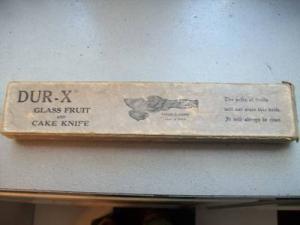 DUR-X
GLASS FRUIT
AND
CAKE KNIFE
The acids of fruits
will not stain this knife.
It will always be clean.